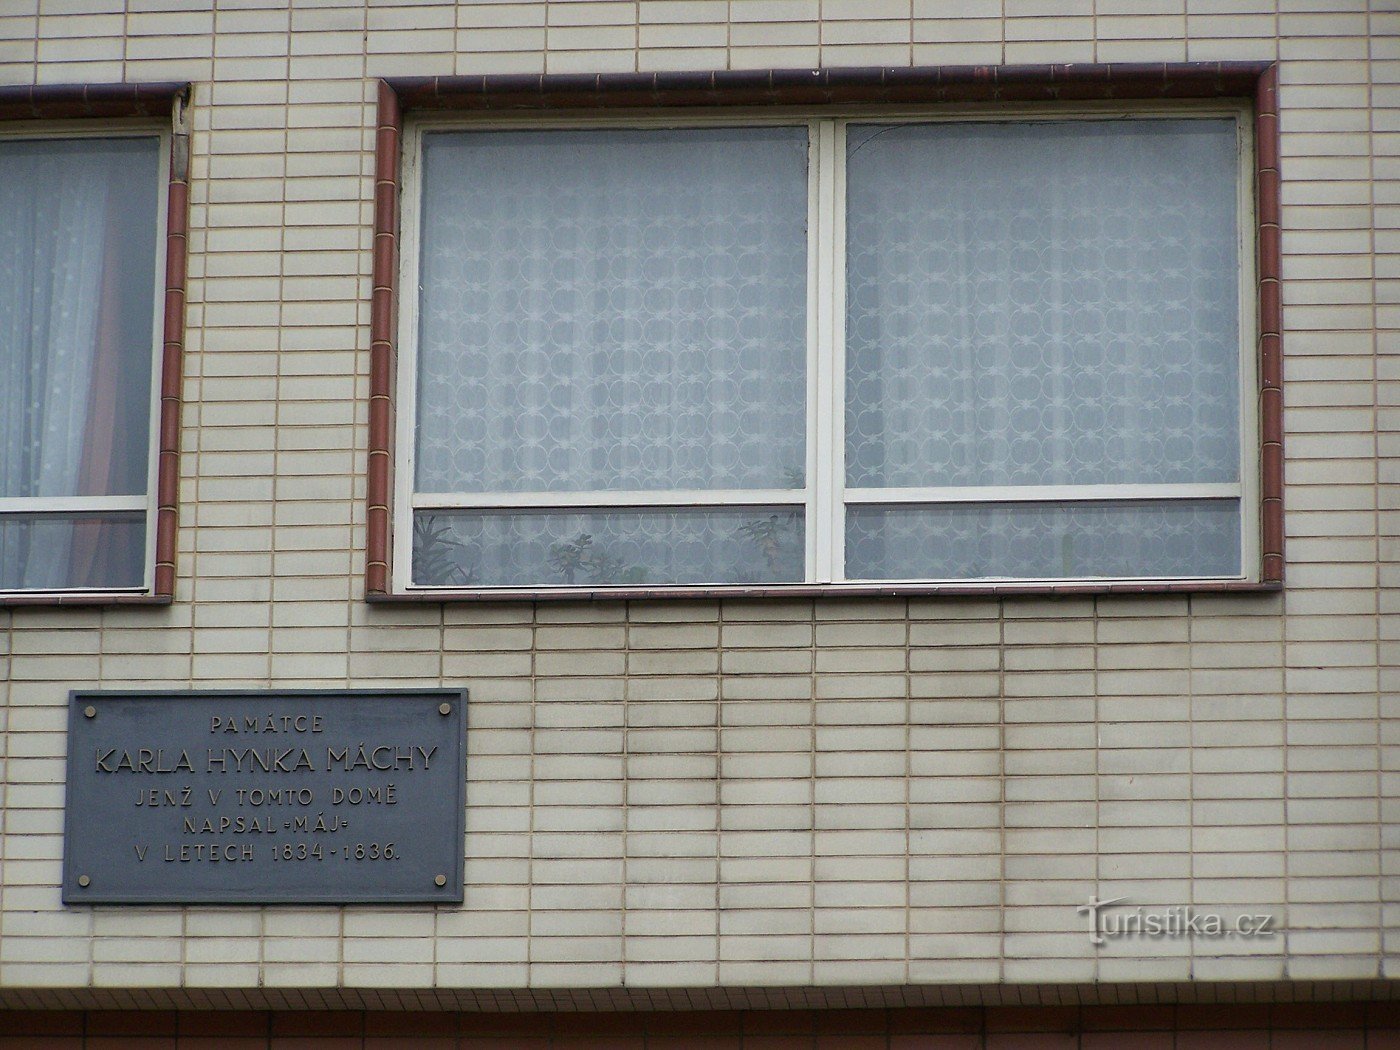 PAMÁTCE
KARLA HYNKA MÁCHY
JENŽ V TOMTO DOMĚ
NAPSAL »MÁJ«
V LETECH 1834-1836.
Turistika.cz